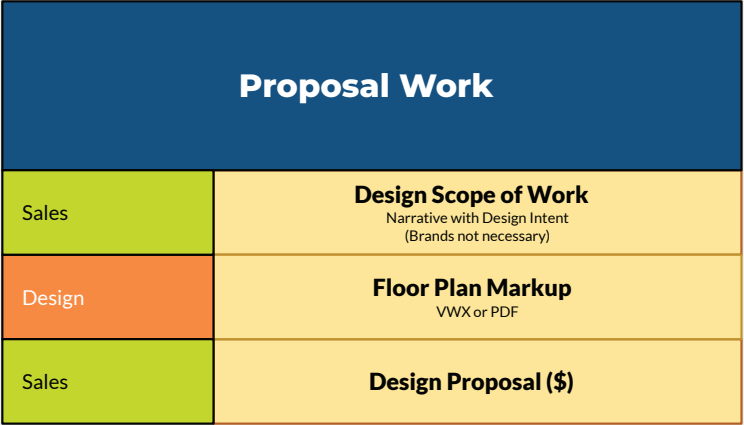 Proposal Work
Sales
Design Scope of Work
Narrative with Design Intent
(Brands not necessary)
Design
Floor Plan Markup
VWX or PDF
Sales
Design Proposal ($)